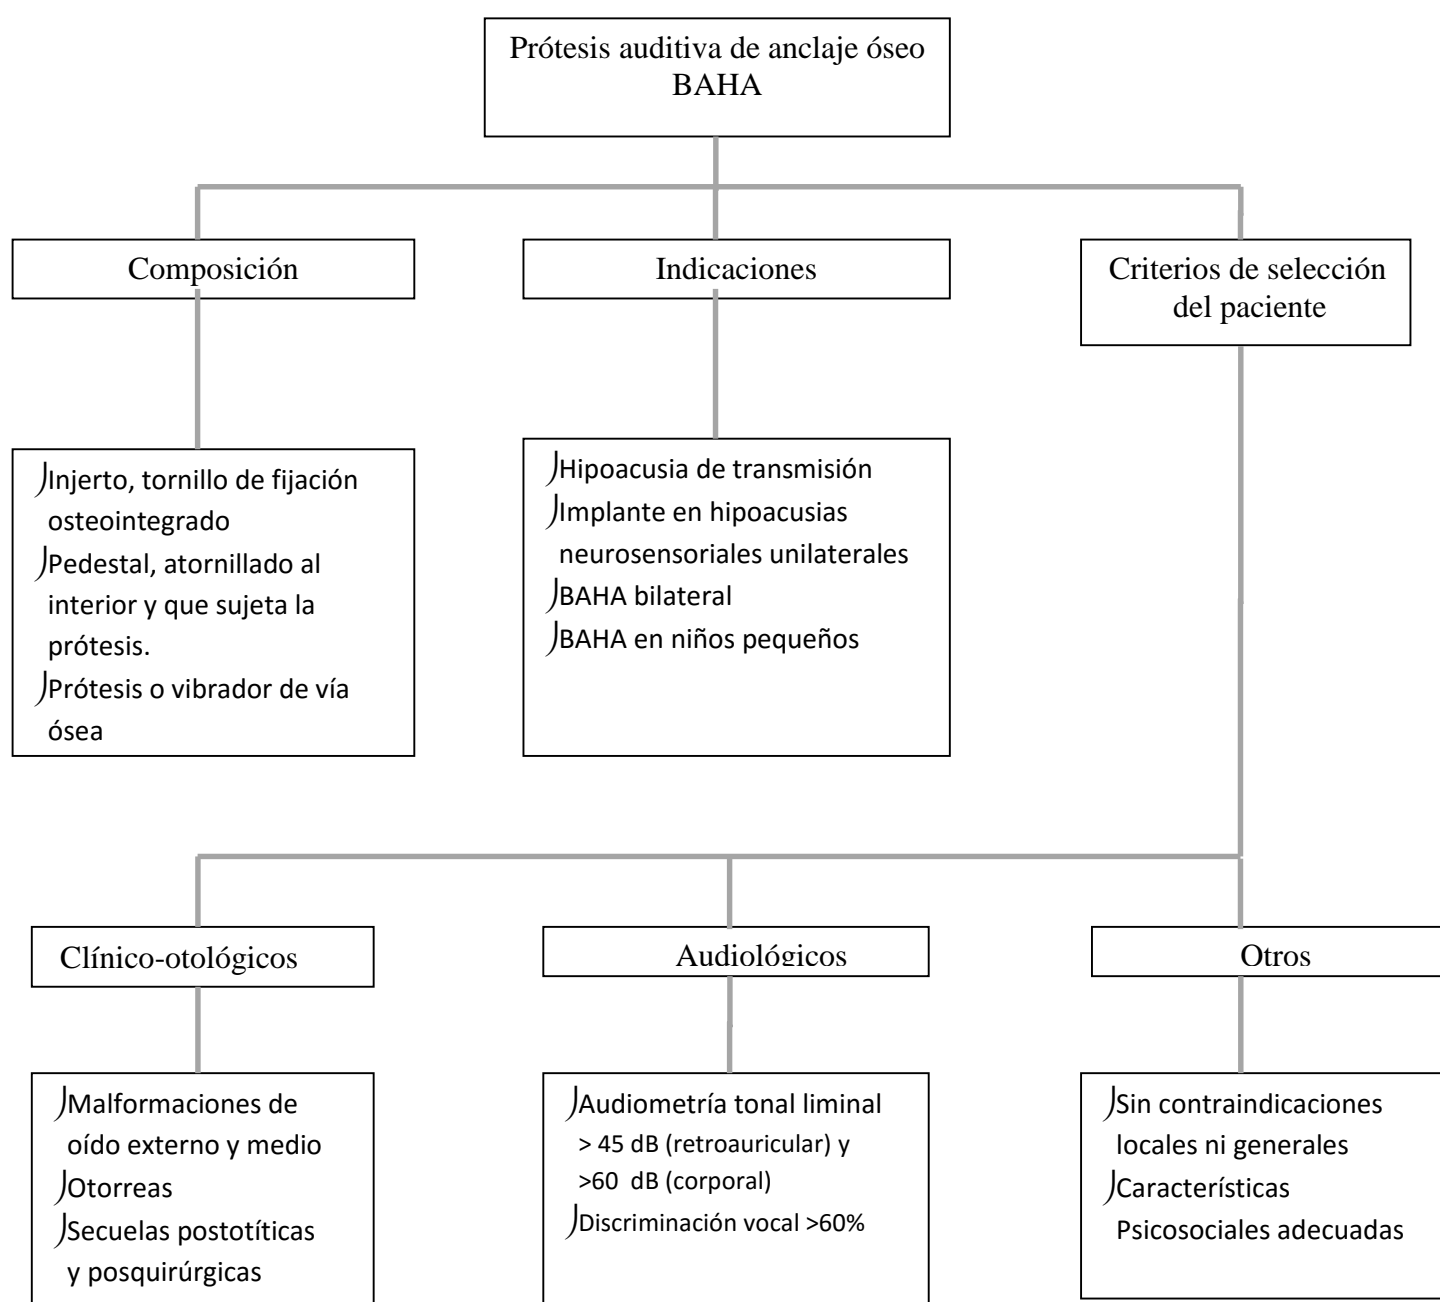 Prótesis auditiva de anclaje óseo
BAHA
Composición
Indicaciones
Criterios de selección
del paciente
Injerto, tornillo de fijación
osteointegrado
Pedestal, atornillado al
interior y que sujeta la
prótesis.
Prótesis o vibrador de vía
ósea
Hipoacusia de transmisión
Implante en hipoacusias
neurosensoriales unilaterales
BAHA bilateral
BAHA en niños pequeños
Clínico-otológicos
Audiológicos
Otros
Malformaciones de
oído externo y medio
Otorreas
Secuelas postotíticas
y posquirúrgicas
Audiometría tonal liminal
> 45 dB (retroauricular) y
>60 dB (corporal)
Discriminación vocal >60%
Sin contraindicaciones
locales ni generales
Características
Psicosociales adecuadas